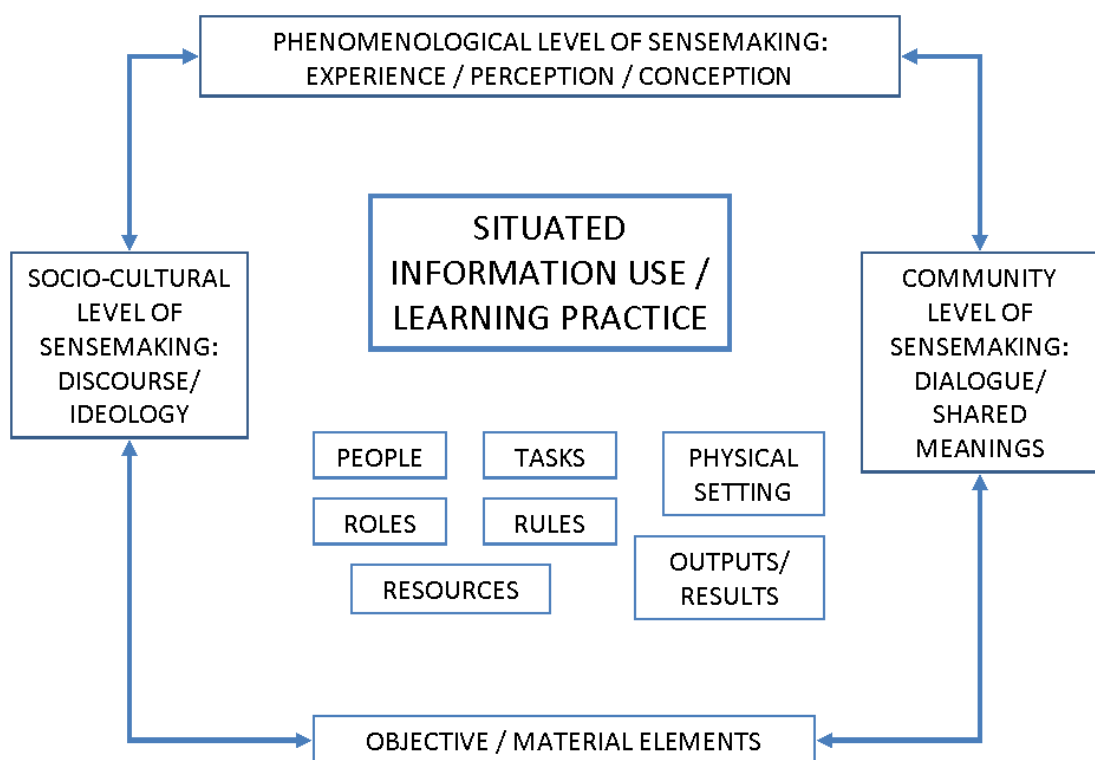 PHENOMENOLOGICAL LEVEL OF SENSEMAKING:
EXPERIENCE / PERCEPTION / CONCEPTION
SITUATED
INFORMATION USE /
LEARNING PRACTICE
SOCIO-CULTURAL
LEVEL OF
SENSEMAKING:
DISCOURSE/
IDEOLOGY
COMMUNITY
LEVEL OF
SENSEMAKING:
DIALOGUE/
SHARED
MEANINGS
PEOPLE
TASKS
PHYSICAL
SETTING
ROLES
RULES
OUTPUTS/
RESULTS
RESOURCES
OBJECTIVE / MATERIAL ELEMENTS